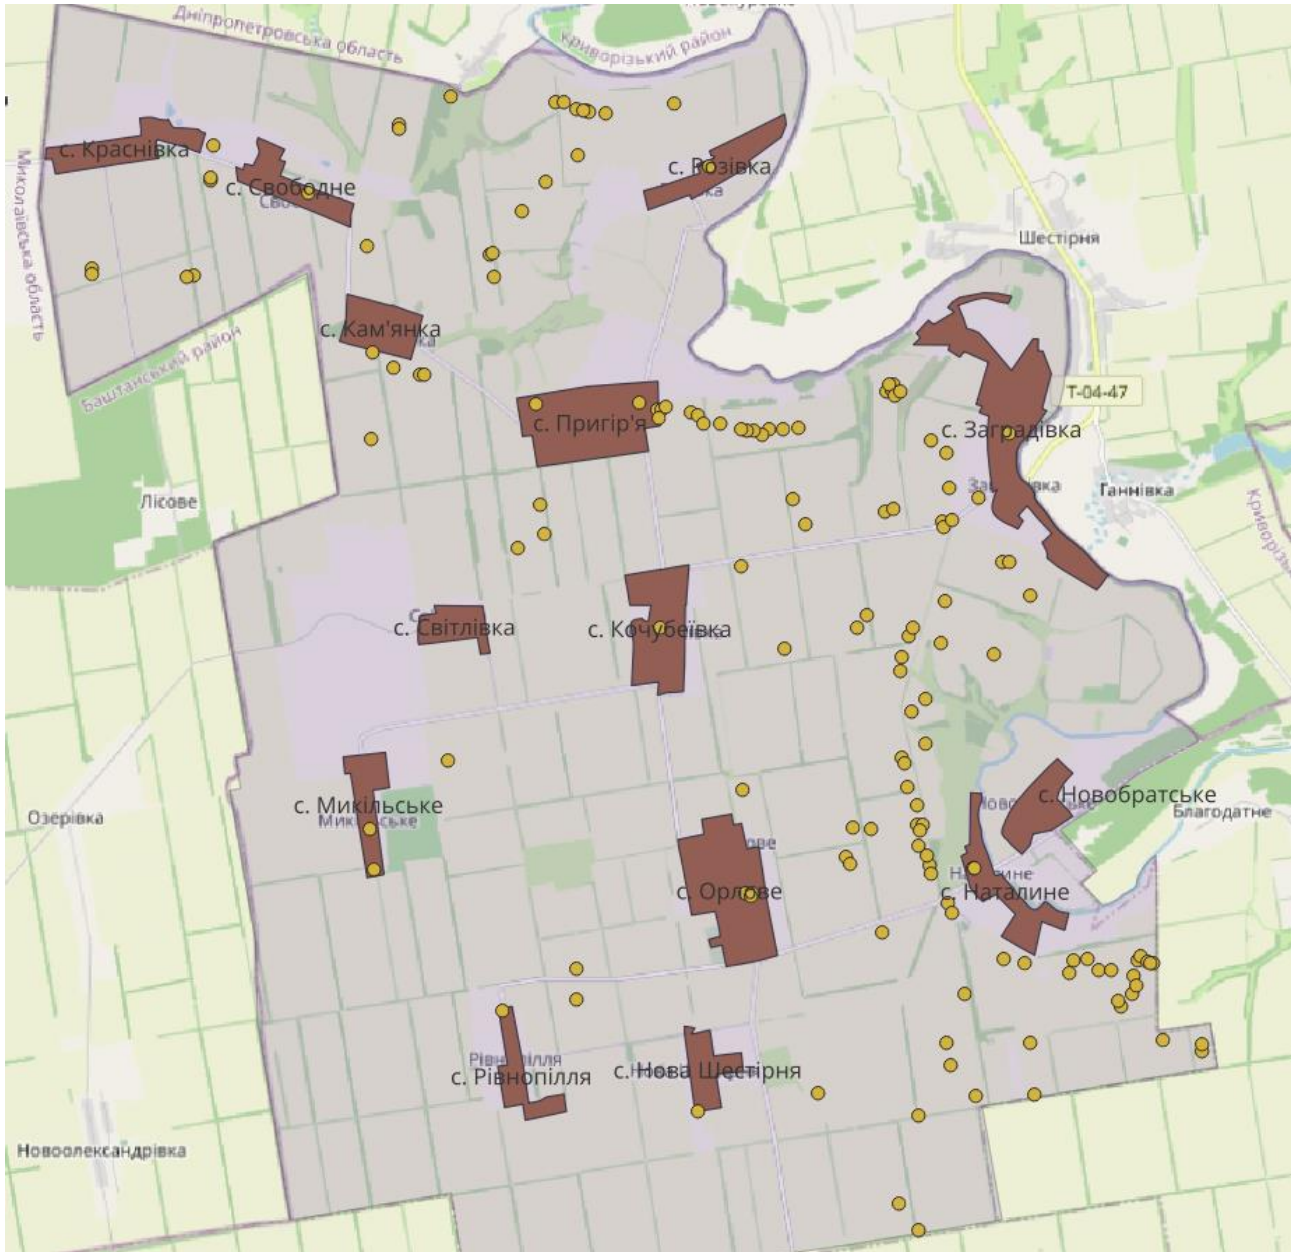 Дніпропетровська область
криворізький район
с. Краснівка
с. Розівка
с. Свободне
Миколаївська область
Шестірня
с. Кам'янка
Баштанський район
Т-04-47
с. Пригір'я
с. Заградівка
Лісове
Ганнівка
Криворізь
с. Світлівка
с. Кочубеївка
с. Микільське
Микільське
с. Новобратське
Озерівка
Благодатне
с. Орлове
с. Наталине
Рівнопілля
с. Рівнопілля
с. Нова Шестірня
Новоолександрівка